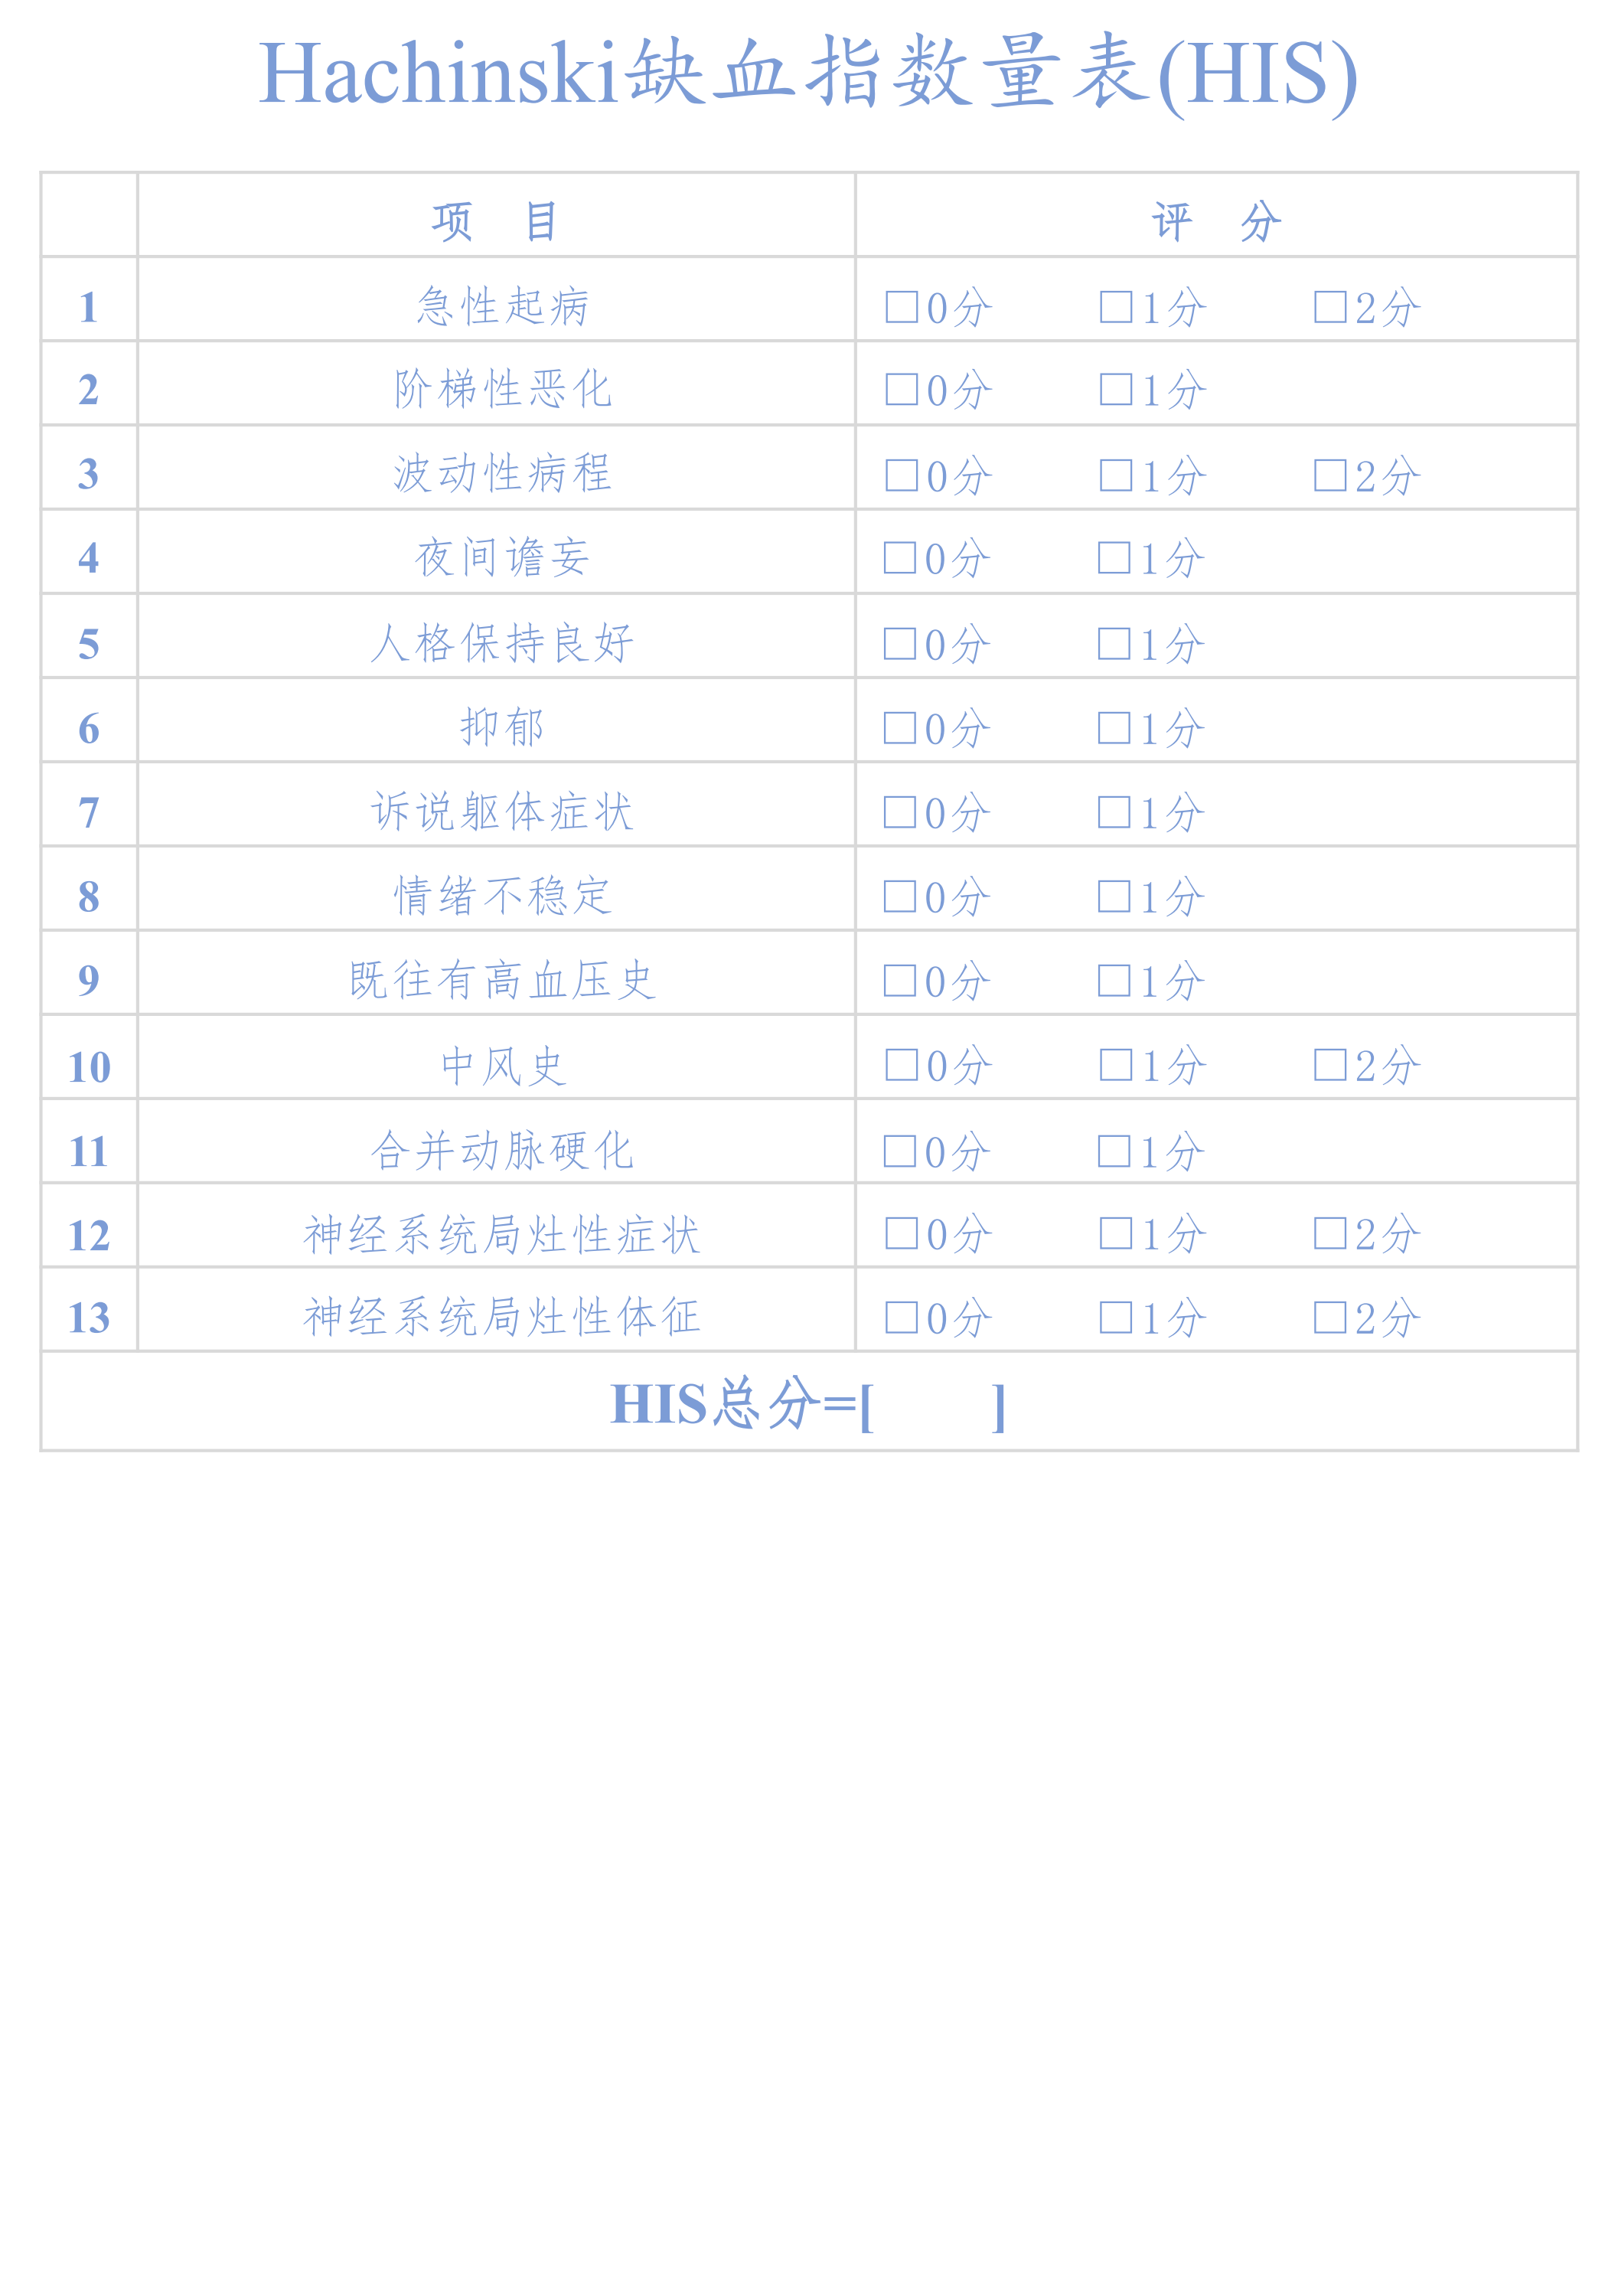 Hachinski缺血指数量表(HIS)
项 目 评 分
1 急性起病 □0分 □1分 □2分
2 阶梯性恶化 □0分 □1分
3 波动性病程 □0分 □1分 □2分
4 夜间谵妄 □0分 □1分
5 人格保持良好 □0分 □1分
6 抑郁 □0分 □1分
7 诉说躯体症状 □0分 □1分
8 情绪不稳定 □0分 □1分
9 既往有高血压史 □0分 □1分
10 中风史 □0分 □1分 □2分
11 合并动脉硬化 □0分 □1分
12 神经系统局灶性症状 □0分 □1分 □2分
13 神经系统局灶性体征 □0分 □1分 □2分
HIS总分=[ ]